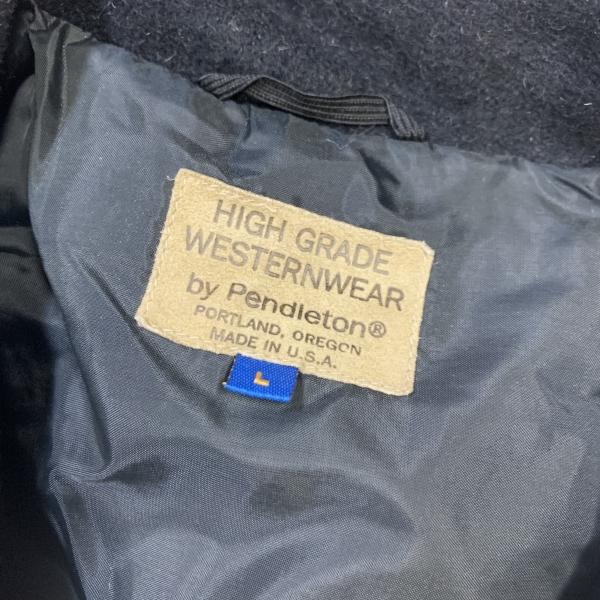 HIGH GRADE
WESTERNWEAR
by Pendleton®
PORTLAND, OREGON
MADE IN U.S.A.
L